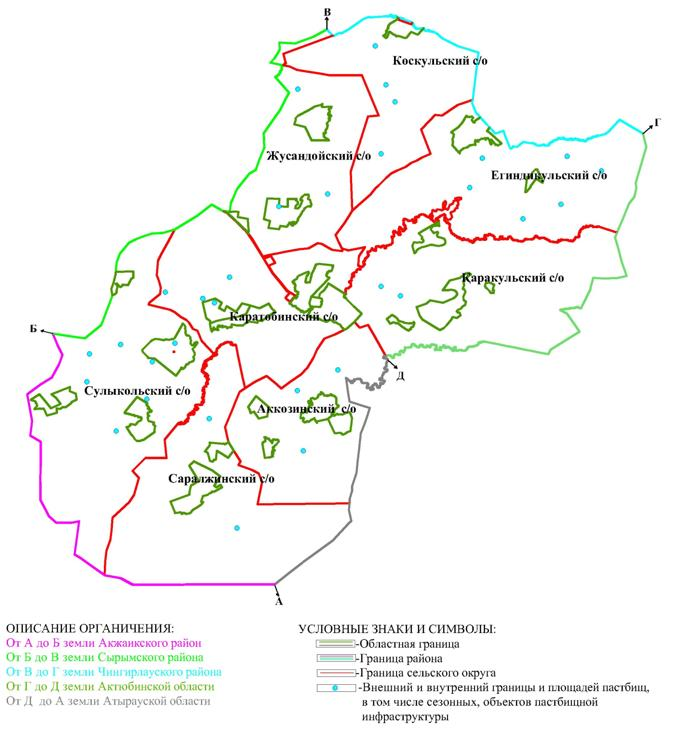 В
Коскульский с/о
Г
Жусандойский с/о
Егиндикульский с/о
Каракульский с/о
Каратобинский с/о
Б
Д
Сулыкольский с/о
Аккозинский с/о
Саралжинский с/о
А
ОПИСАНИЕ ОРГАНИЧЕНИЯ:
От А до Б земли Акжаикского район
От Б до В земли Сырымского района
От В до Г земли Чингирлауского района
От Г до Д земли Актюбинской области
От Д до А земли Атырауской области
УСЛОВНЫЕ ЗНАКИ И СИМВОЛЫ:
-Областная граница
-Граница района
-Граница сельского округа
-Внешний и внутренний границы и площадей пастбищ,
в том числе сезонных, объектов пастбищной
инфраструктуры